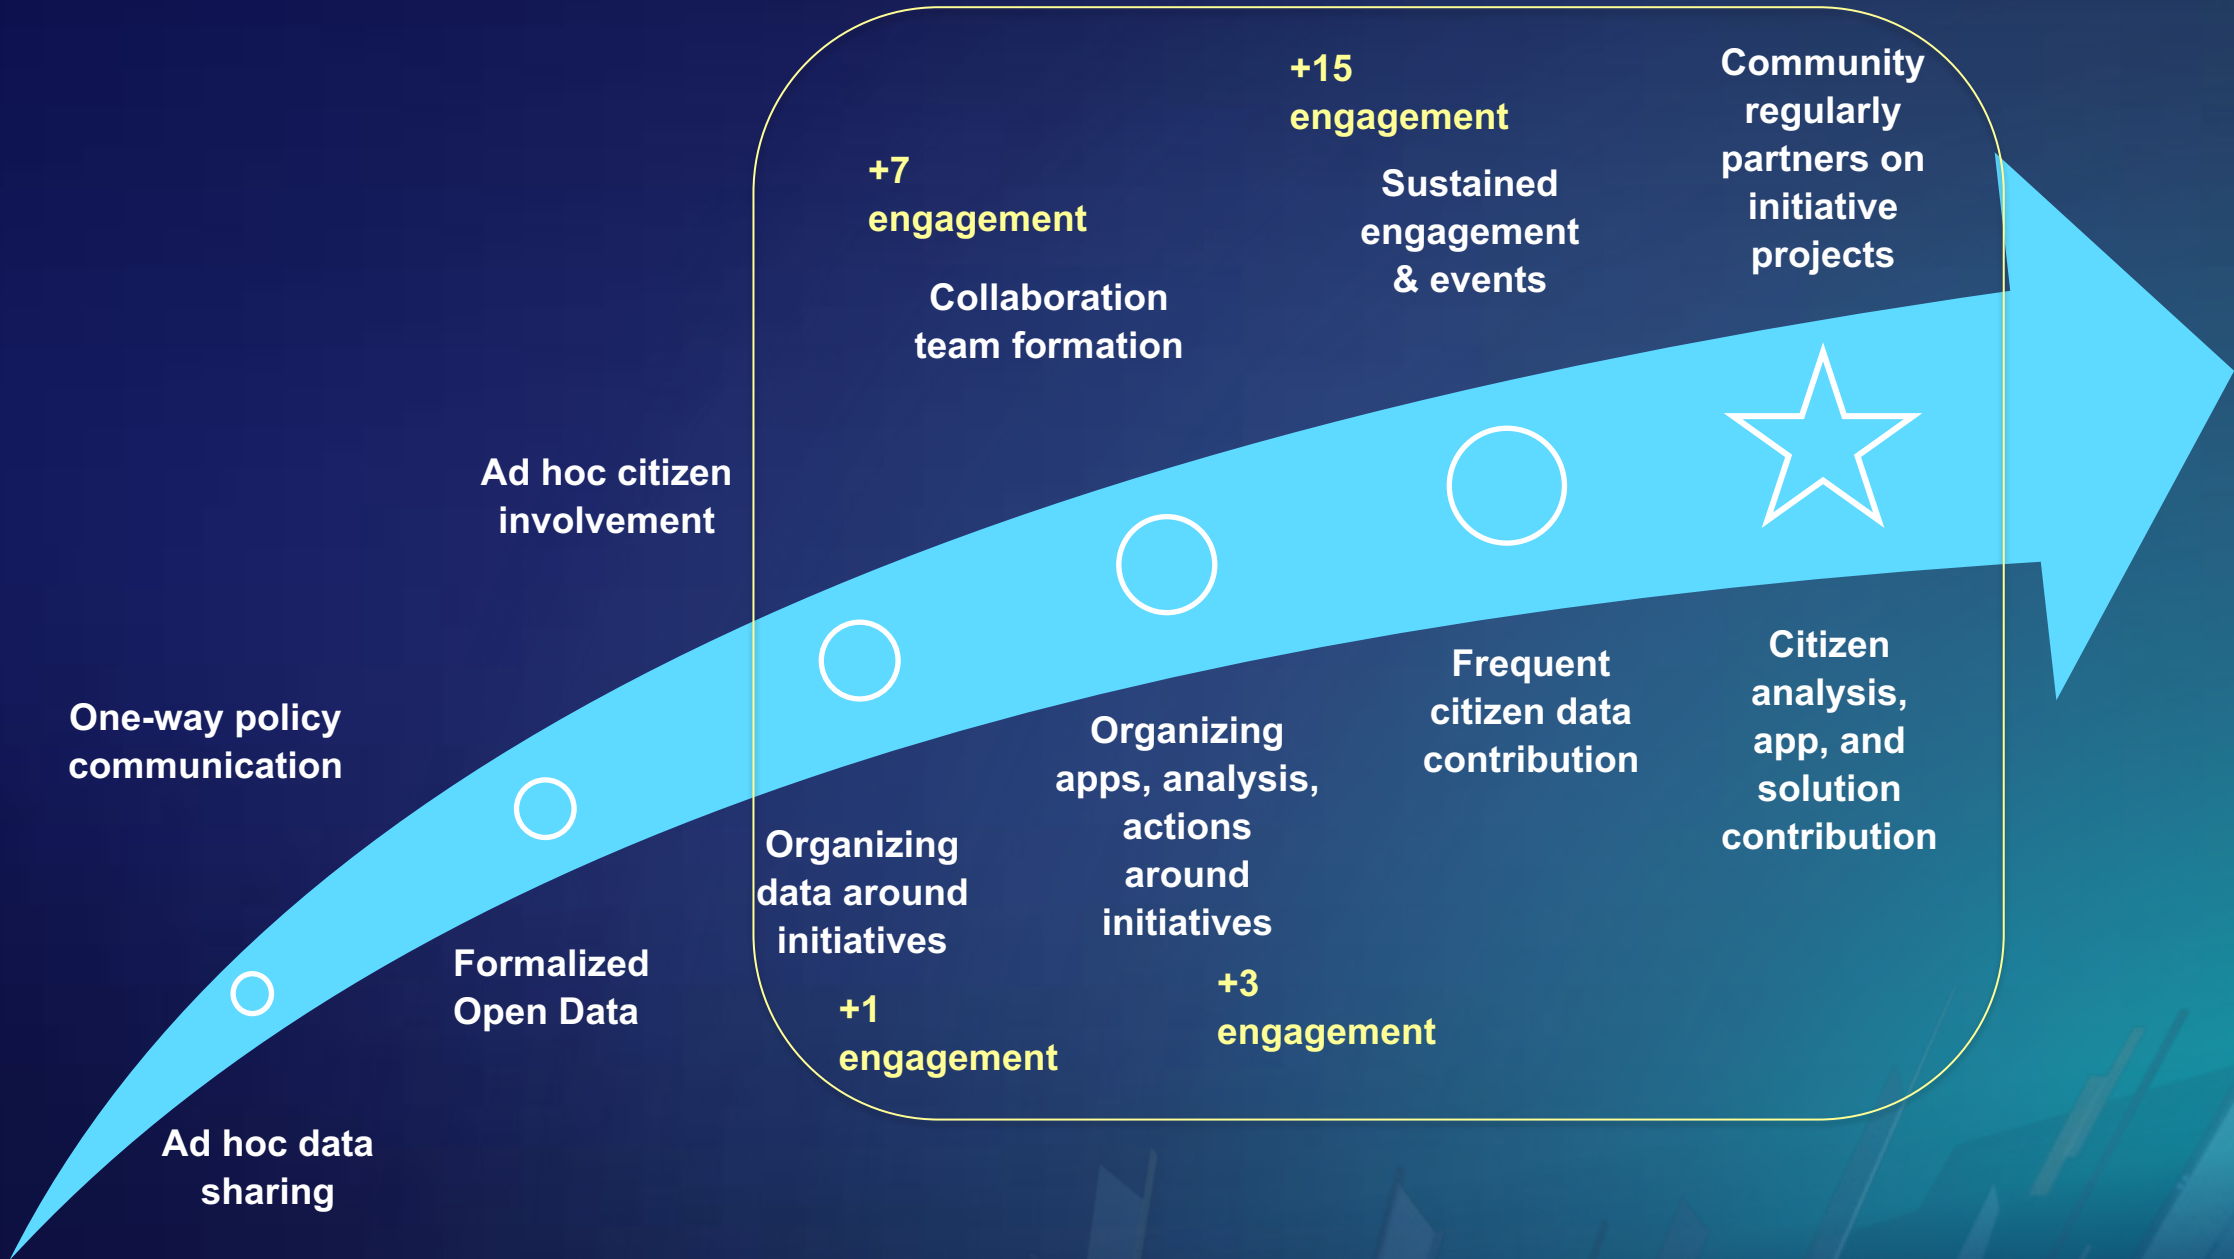 +15
engagement
Community
regularly
partners on
initiative
projects
+7
engagement
Sustained
engagement
& events
Collaboration
team formation
Ad hoc citizen
involvement
One-way policy
communication
Citizen
analysis,
app, and
solution
contribution
Frequent
citizen data
contribution
Organizing
apps, analysis,
actions
around
initiatives
Organizing
data around
initiatives
Formalized
Open Data
+3
engagement
+1
engagement
Ad hoc data
sharing